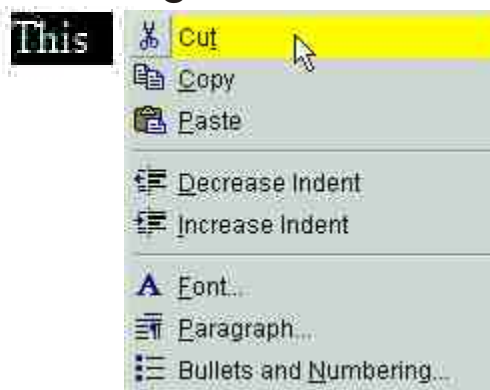 This
Cut
Copy
Paste
Decrease Indent
Increase Indent
Font...
Paragraph...
Bullets and Numbering...